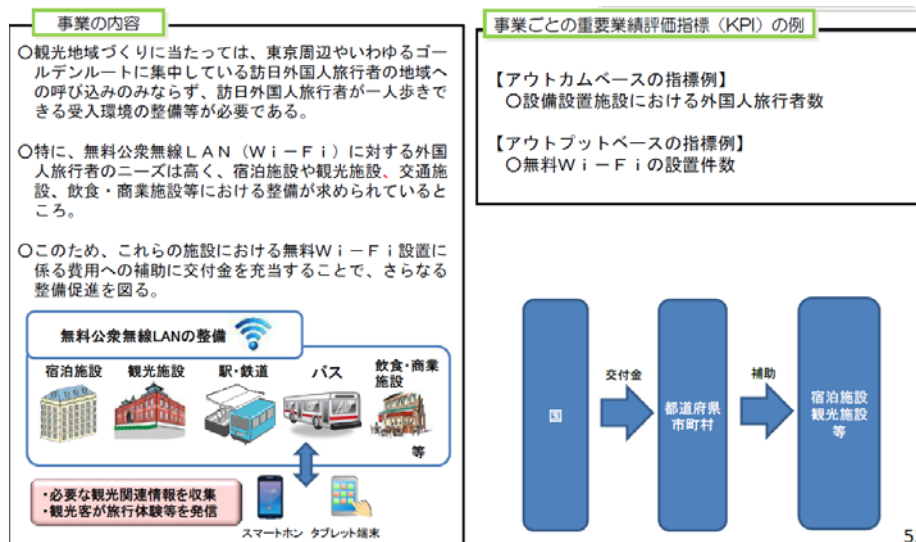 事業の内容
○観光地域づくりに当たっては、東京周辺やいわゆるゴー
ルデンルートに集中している訪日外国人旅行者の地域へ
の呼び込みのみならず、訪日外国人旅行者が一人歩きで
きる受入環境の整備等が必要である。
○特に、無料公衆無線ＬＡＮ（Ｗｉ－Ｆｉ）に対する外国
人旅行者のニーズは高く、宿泊施設や観光施設、交通施
設、飲食・商業施設等における整備が求められていると
ころ。
○このため、これらの施設における無料Ｗｉ－Ｆｉ設置に
係る費用への補助に交付金を充当することで、さらなる
整備促進を図る。
無料公衆無線LANの整備
宿泊施設
観光施設
駅・鉄道
バス
飲食・商業
施設
等
・必要な観光関連情報を収集
・観光客が旅行体験等を発信
スマートホン タブレット端末
事業ごとの重要業績評価指標（KPI）の例
【アウトカムベースの指標例】
○設備設置施設における外国人旅行者数
【アウトプットベースの指標例】
○無料Ｗｉ－Ｆｉの設置件数
国
交付金
都道府県
市町村
補助
宿泊施設
観光施設
等